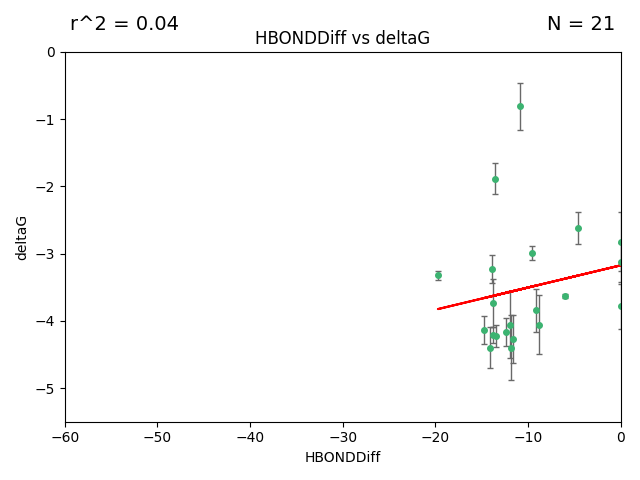 r^2 = 0.04
N = 21
HBONDDiff vs deltaG
0
−1
−2
−3
−4
−5
deltaG
−60
−50
−40
−30
−20
−10
0
HBONDDiff